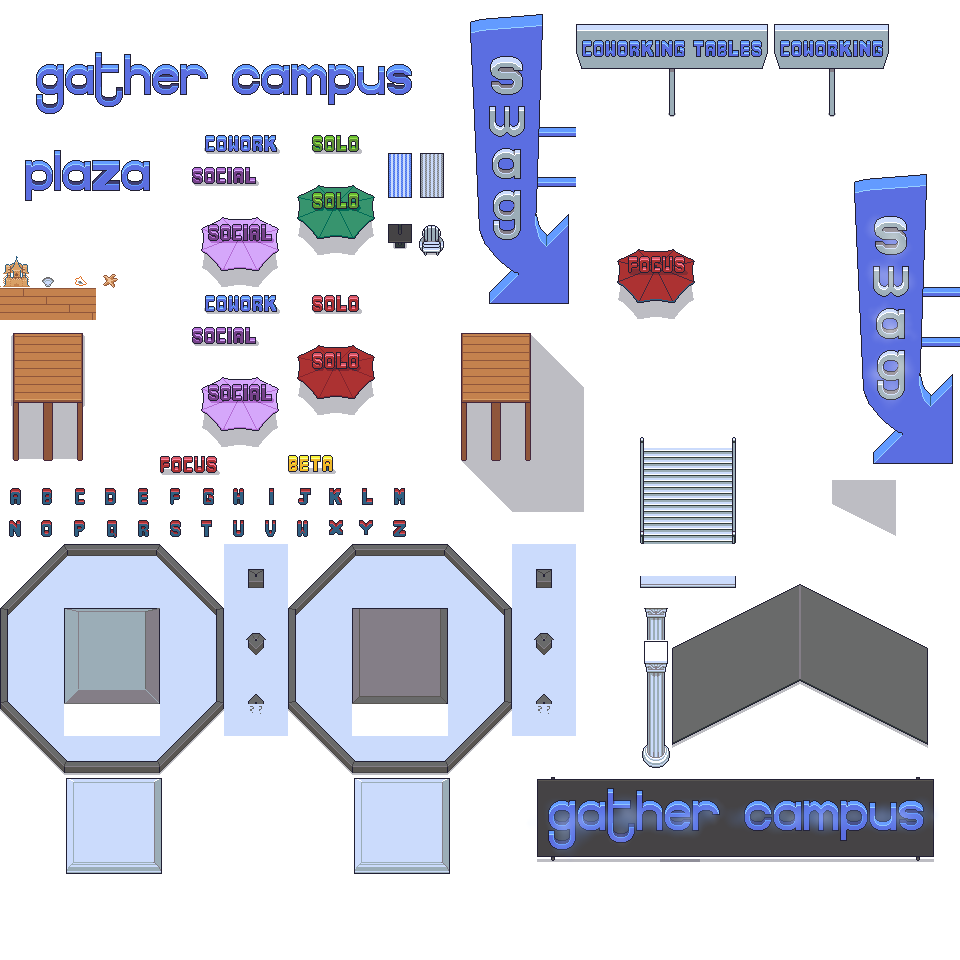 gather campus
swag
COWORKING TABLES
COWORKING
plaza
COWORK
SOLO
SOCIAL
SOLO
SOCIAL
swag
FOCUS
COWORK
SOLO
SOCIAL
SOLO
SOCIAL
FOCUS
BETA
A B C D E F G H I J K L M
N O P Q R S T U V W X Y Z
gather campus